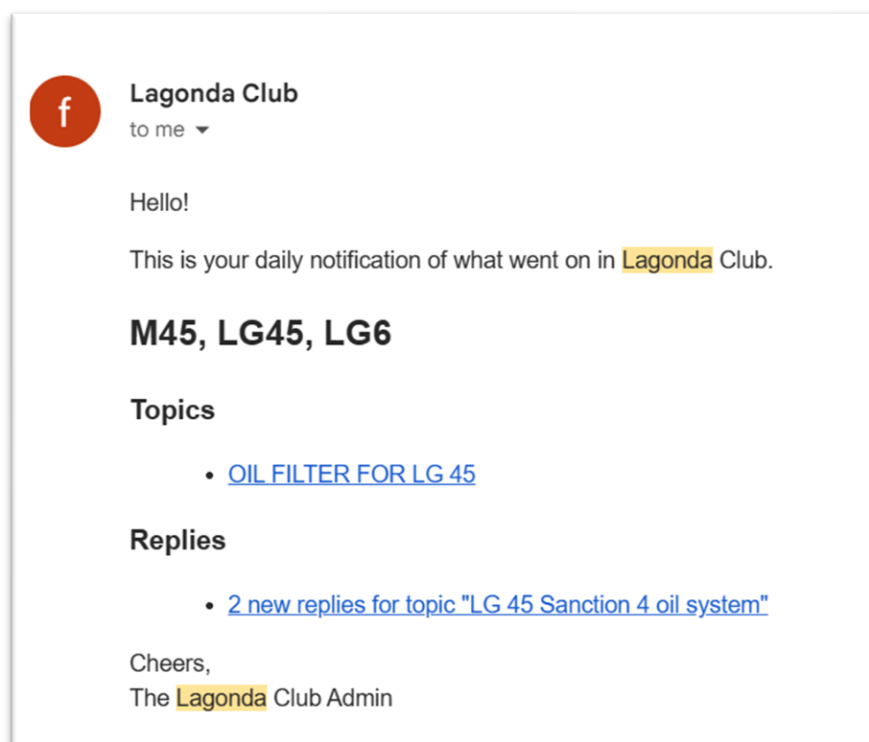 f
Lagonda Club
to me
Hello!
This is your daily notification of what went on in Lagonda Club.
M45, LG45, LG6
Topics
• OIL FILTER FOR LG 45
Replies
• 2 new replies for topic "LG 45 Sanction 4 oil system"
Cheers,
The Lagonda Club Admin